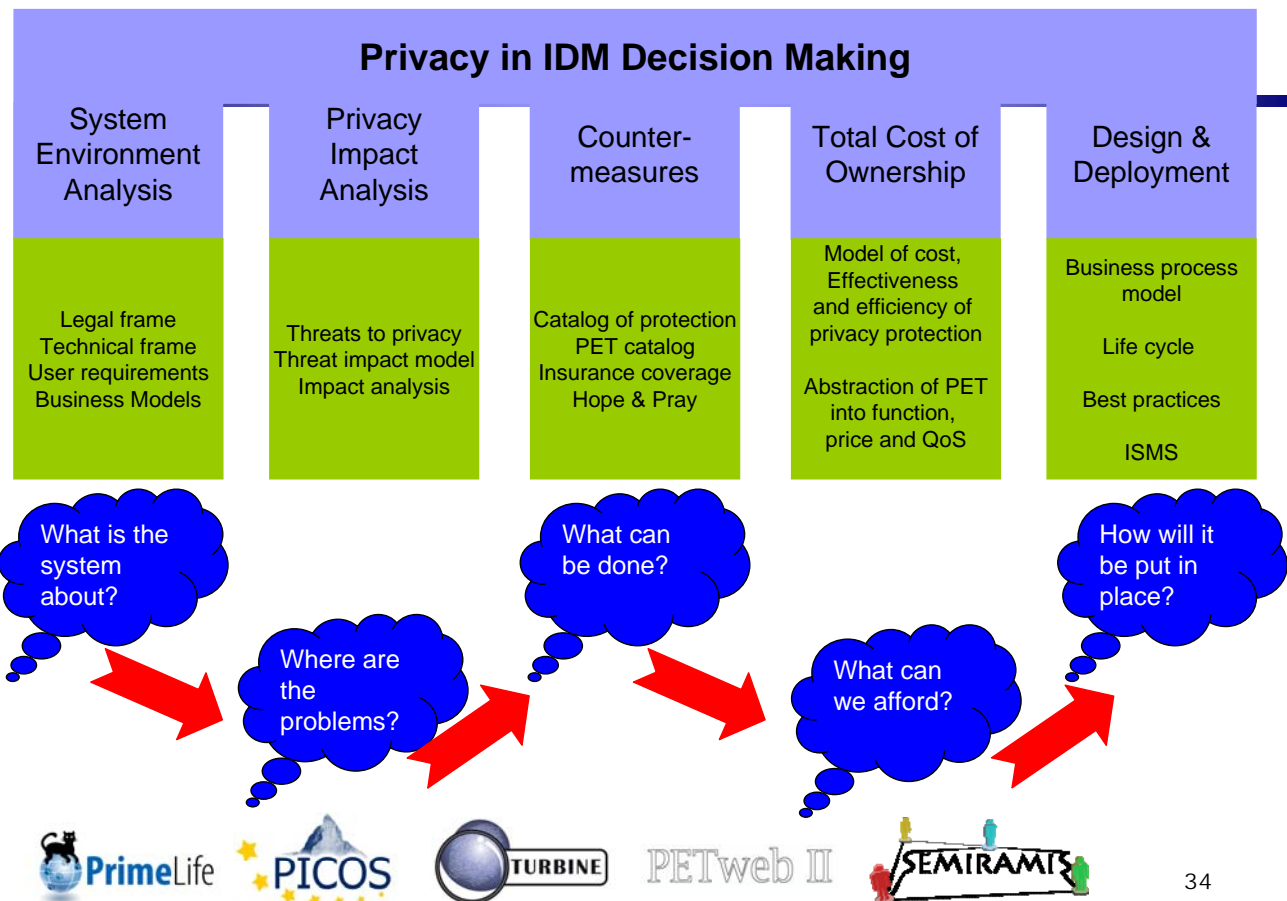 Privacy in IDM Decision Making
System
Environment
Analysis
Privacy
Impact
Analysis
Counter-
measures
Total Cost of
Ownership
Design &
Deployment
Legal frame
Technical frame
User requirements
Business Models
Threats to privacy
Threat impact model
Impact analysis
Catalog of protection
PET catalog
Insurance coverage
Hope & Pray
Model of cost,
Effectiveness
and efficiency of
privacy protection
Abstraction of PET
into function,
price and QoS
Business process
model
Life cycle
Best practices
ISMS
What is the
system
about?
Where are
the
problems?
What can
be done?
What can
we afford?
How will it
be put in
place?
PrimeLife
PICOS
TURBINE
PETweb II
SEMIRAMIS
34